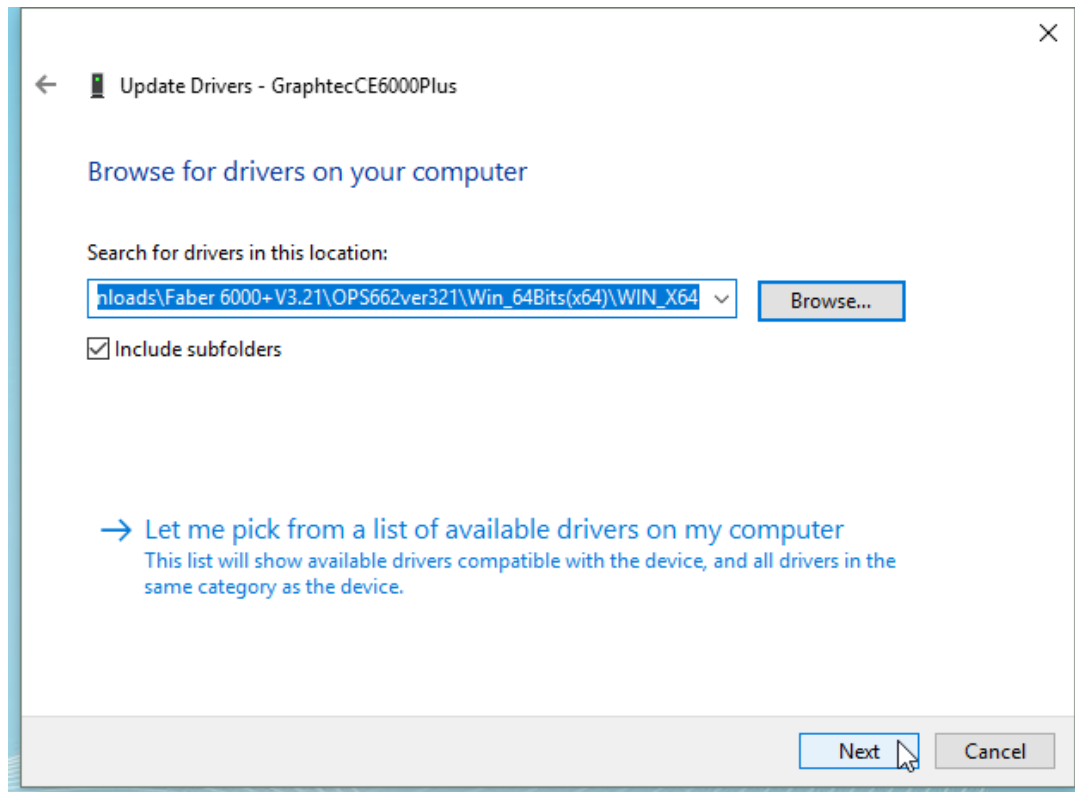 Update Drivers - GraphtecCE6000Plus
Browse for drivers on your computer
Search for drivers in this location:
nloads\Faber 6000+ V3.21\OPS662ver321\Win_64Bits(x64)\WIN_X64
Browse...
Include subfolders
Let me pick from a list of available drivers on my computer
This list will show available drivers compatible with the device, and all drivers in the
same category as the device.
Next
Cancel